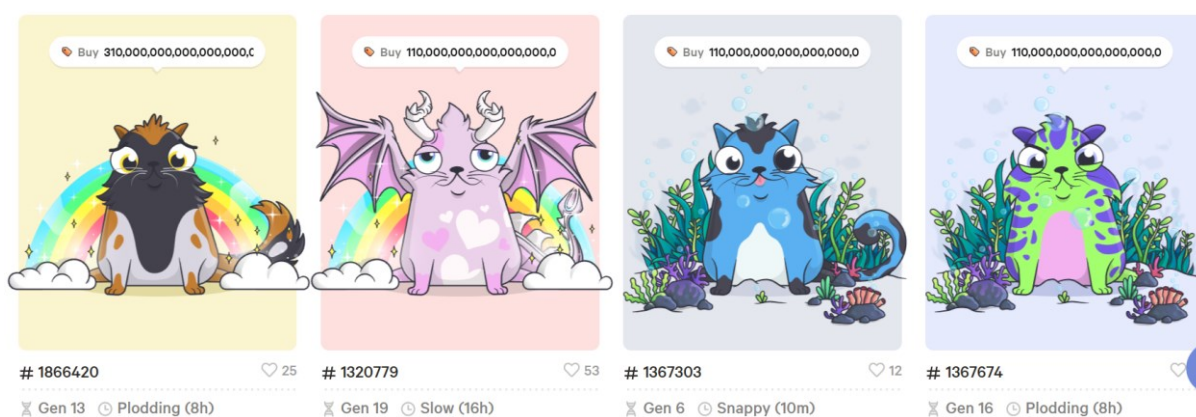 Buy 310,000,000,000,000,000,0
Buy 110,000,000,000,000,000,0
Buy 110,000,000,000,000,000,0
Buy 110,000,000,000,000,000,0
# 1866420 25
# 1320779 53
# 1367303 12
# 1367674
Gen 13 Plodding (8h)
Gen 19 Slow (16h)
Gen 6 Snappy (10m)
Gen 16 Plodding (8h)